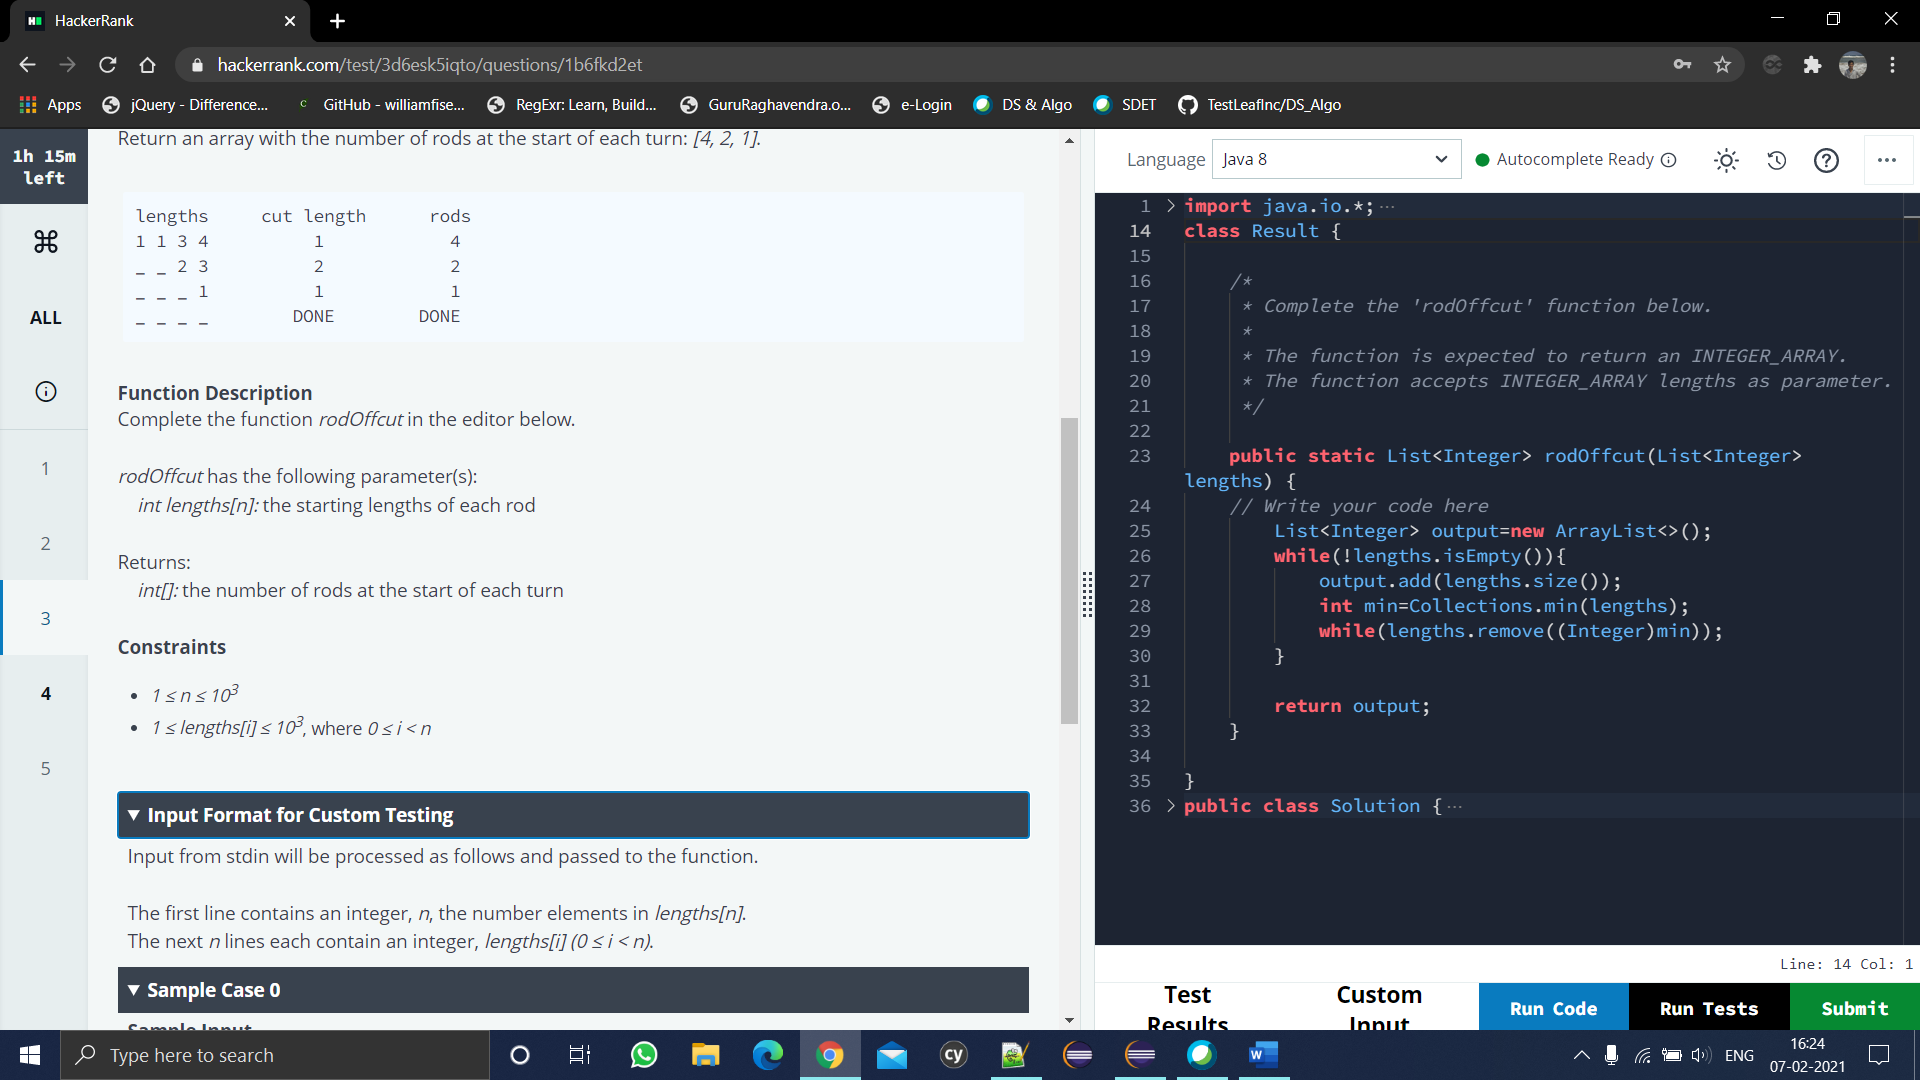 HackerRank
hackerrank.com/test/3d6esk5iqto/questions/1b6fkd2et
Apps
jQuery - Difference...
GitHub - williamfise...
RegExr: Learn, Build...
GuruRaghavendra.o...
e-Login
DS & Algo
SDET
TestLeafInc/DS_Algo
1h 15m
left
ALL
1
2
3
4
5
Return an array with the number of rods at the start of each turn: [4, 2, 1].
lengths cut length rods
1 1 3 4 1 4
_ _ 2 3 2 2
_ _ _ 1 1 1
_ _ _ _ DONE DONE
Function Description
Complete the function rodOffcut in the editor below.
rodOffcut has the following parameter(s):
int lengths[n]: the starting lengths of each rod
Returns:
int[]: the number of rods at the start of each turn
Constraints
• 1 ≤ n ≤ 10³
• 1 ≤ lengths[i] ≤ 10³, where 0 ≤ i < n
▼ Input Format for Custom Testing
Input from stdin will be processed as follows and passed to the function.
The first line contains an integer, n, the number elements in lengths[n].
The next n lines each contain an integer, lengths[i] (0 ≤ i < n).
▼ Sample Case 0
Sample Input
Language Java 8 Autocomplete Ready
1 > import java.io.*; ...
14 class Result {
15
16 /*
17 * Complete the 'rodOffcut' function below.
18 *
19 * The function is expected to return an INTEGER_ARRAY.
20 * The function accepts INTEGER_ARRAY lengths as parameter.
21 */
22
23 public static List<Integer> rodOffcut(List<Integer>
lengths) {
24 // Write your code here
25 List<Integer> output=new ArrayList<>();
26 while(!lengths.isEmpty()){
27 output.add(lengths.size());
28 int min=Collections.min(lengths);
29 while(lengths.remove((Integer)min));
30 }
31
32 return output;
33 }
34
35 }
36 > public class Solution { ...
Line: 14 Col: 1
Test
Results
Custom
Input
Run Code
Run Tests
Submit
Type here to search
cy
W
ENG
16:24
07-02-2021